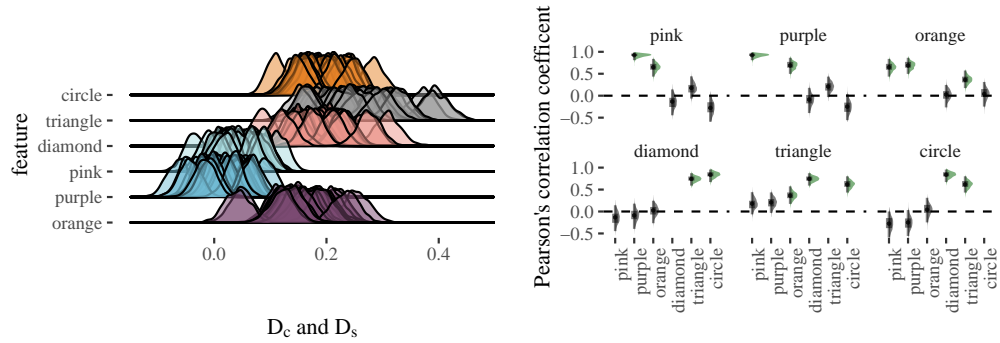 feature
circle
triangle
diamond
pink
purple
orange
0.0 0.2 0.4
D_c and D_s
Pearson's correlation coefficent
pink purple orange
1.0
0.5
0.0
−0.5
diamond triangle circle
1.0
0.5
0.0
−0.5
pink purple orange diamond triangle circle
pink purple orange diamond triangle circle
pink purple orange diamond triangle circle